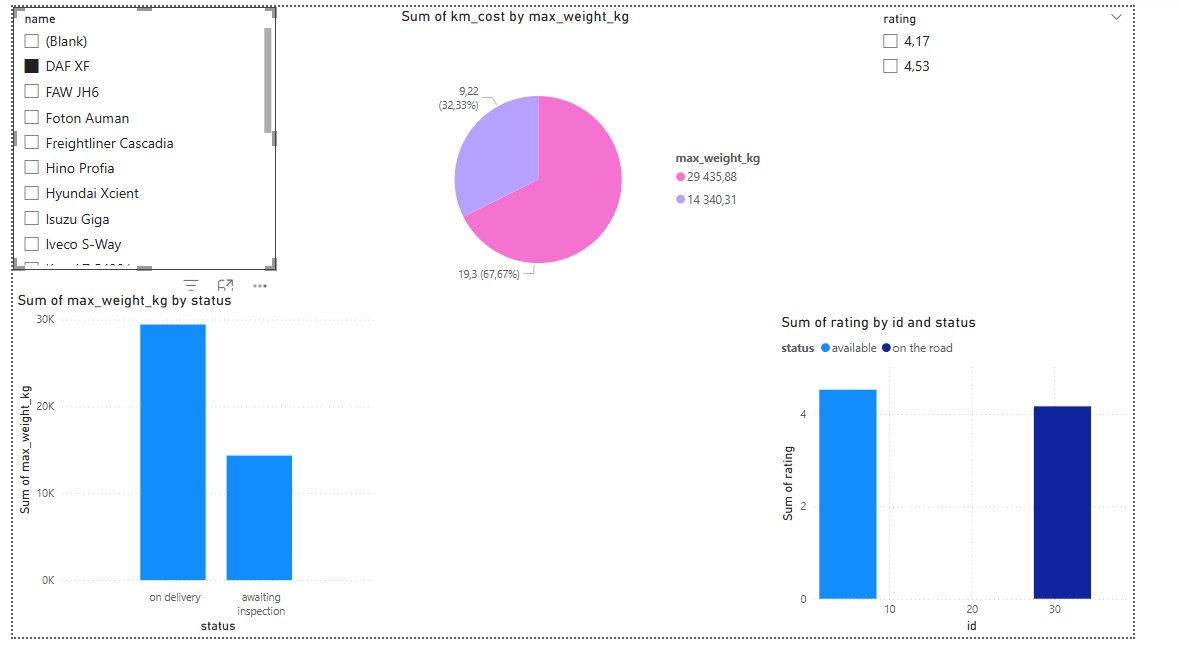 name
(Blank)
DAF XF
FAW JH6
Foton Auman
Freightliner Cascadia
Hino Profia
Hyundai Xcient
Isuzu Giga
Iveco S-Way
Sum of km_cost by max_weight_kg
9,22
(32,33%)
19,3 (67,67%)
max_weight_kg
29 435,88
14 340,31
rating
4,17
4,53
Sum of max_weight_kg by status
30K
20K
10K
0K
Sum of max_weight_kg
on delivery
awaiting
inspection
status
Sum of rating by id and status
status available on the road
4
2
0
Sum of rating
10 20 30
id